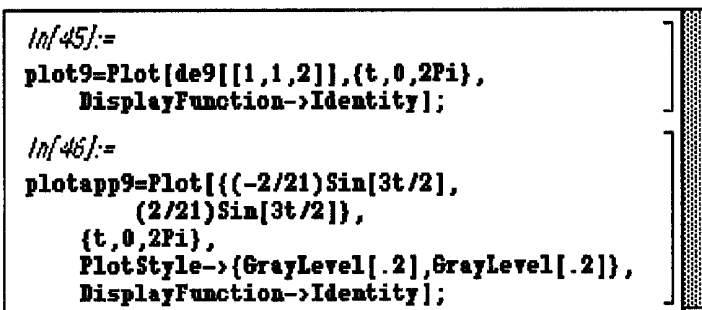 In[45]:=
plot9=Plot[de9[[1,1,2]],{t,0,2Pi},
DisplayFunction->Identity];
In[46]:=
plotapp9=Plot[{(-2/21)Sin[3t/2],
(2/21)Sin[3t/2]},
{t,0,2Pi},
PlotStyle->{GrayLevel[.2],GrayLevel[.2]},
DisplayFunction->Identity];